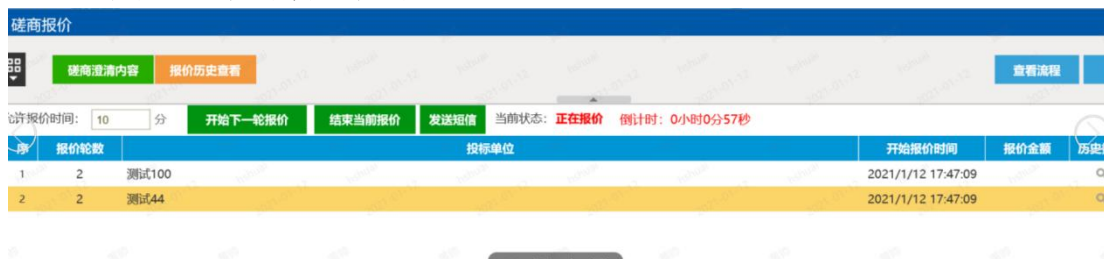 磋商报价
磋商澄清内容 报价历史查看 查看流程
允许报价时间: 10 分 开始下一轮报价 结束当前报价 发送短信 当前状态: 正在报价 倒计时: 0小时0分57秒
序 报价轮数 投标单位 开始报价时间 报价金额 历史
1 2 测试100 2021/1/12 17:47:09
2 2 测试44 2021/1/12 17:47:09